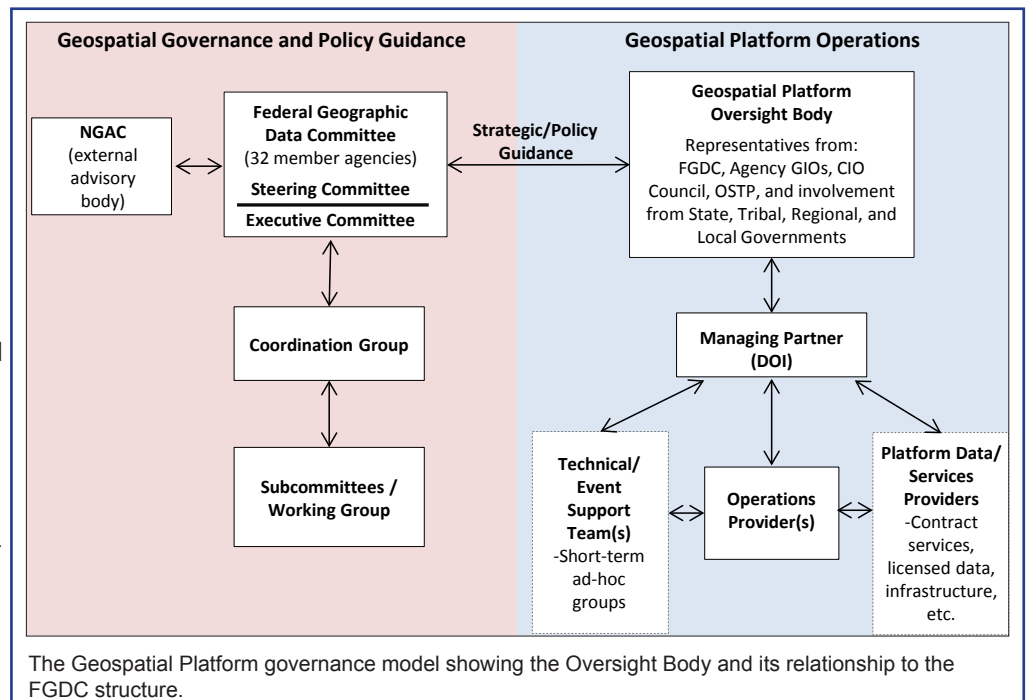 Geospatial Governance and Policy Guidance
NGAC
(external
advisory
body)
Federal Geographic
Data Committee
(32 member agencies)
Steering Committee
Executive Committee
Coordination Group
Subcommittees /
Working Group
Strategic/Policy
Guidance
Geospatial Platform Operations
Geospatial Platform
Oversight Body
Representatives from:
FGDC, Agency GIOs, CIO
Council, OSTP, and involvement
from State, Tribal, Regional, and
Local Governments
Managing Partner
(DOI)
Technical/
Event
Support
Team(s)
-Short-term
ad-hoc
groups
Operations
Provider(s)
Platform Data/
Services
Providers
-Contract
services,
licensed data,
infrastructure,
etc.
The Geospatial Platform governance model showing the Oversight Body and its relationship to the
FGDC structure.